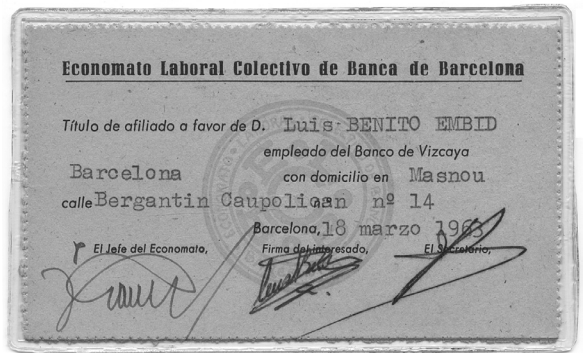 Economato Laboral Colectivo de Banca de Barcelona
Título de afiliado a favor de D. Luis BENITO EMBID
empleado del Banco de Vizcaya
Barcelona con domicilio en Masnou
calle Bergantin Caupolican nº 14
Barcelona, 18 marzo 1963
El Jefe del Economato, Firma del interesado, El Secretario,